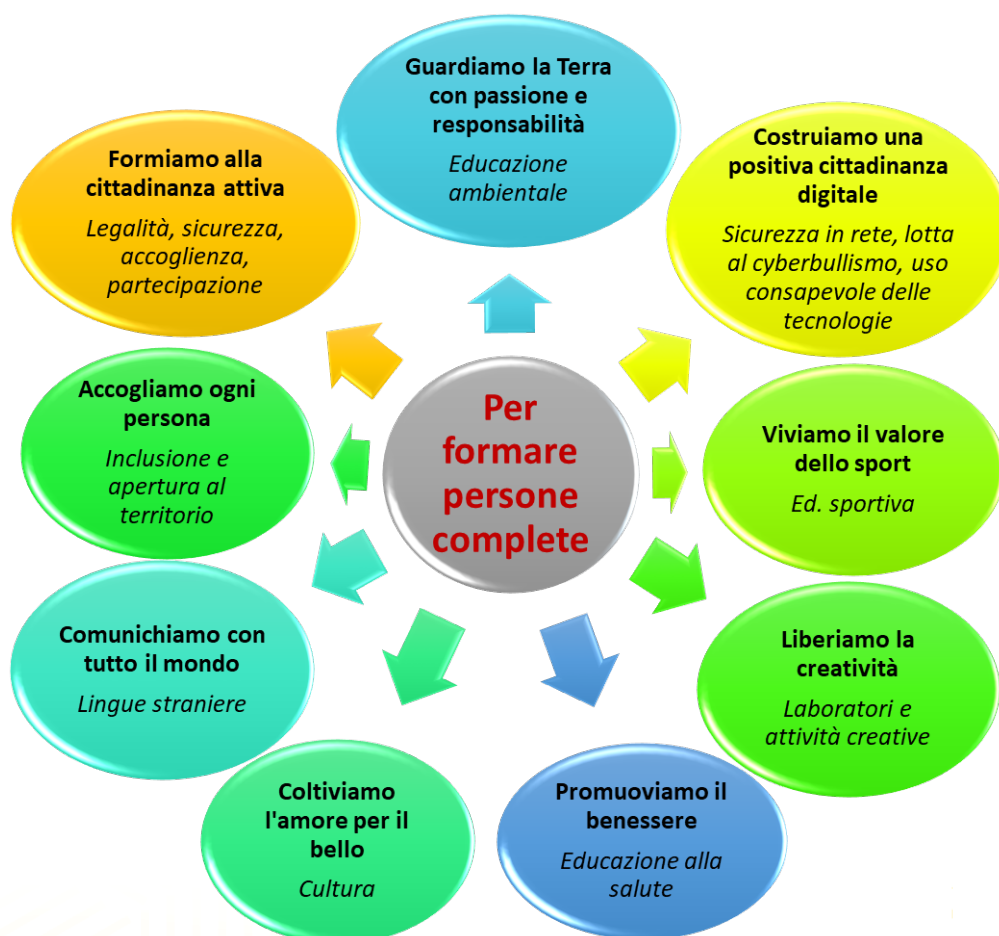 Guardiamo la Terra
con passione e
responsabilità
Educazione
ambientale
Costruiamo una
positiva cittadinanza
digitale
Sicurezza in rete, lotta
al cyberbullismo, uso
consapevole delle
tecnologie
Viviamo il valore
dello sport
Ed. sportiva
Liberiamo la
creatività
Laboratori e
attività creative
Promuoviamo il
benessere
Educazione alla
salute
Coltiviamo
l'amore per il
bello
Cultura
Comunichiamo con
tutto il mondo
Lingue straniere
Accogliamo ogni
persona
Inclusione e
apertura al
territorio
Formiamo alla
cittadinanza attiva
Legalità, sicurezza,
accoglienza,
partecipazione
Per
formare
persone
complete